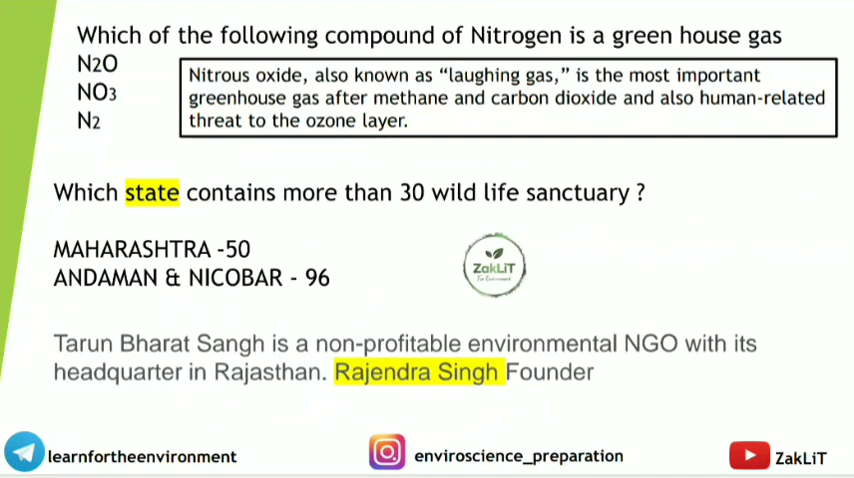 Which of the following compound of Nitrogen is a green house gas
N2O
NO3
N2
Nitrous oxide, also known as “laughing gas,” is the most important
greenhouse gas after methane and carbon dioxide and also human-related
threat to the ozone layer.
Which state contains more than 30 wild life sanctuary ?
MAHARASHTRA -50
ANDAMAN & NICOBAR - 96
ZakLiT
For Environment
Tarun Bharat Sangh is a non-profitable environmental NGO with its
headquarter in Rajasthan. Rajendra Singh Founder
learnfortheenvironment
enviroscience_preparation
ZakLiT